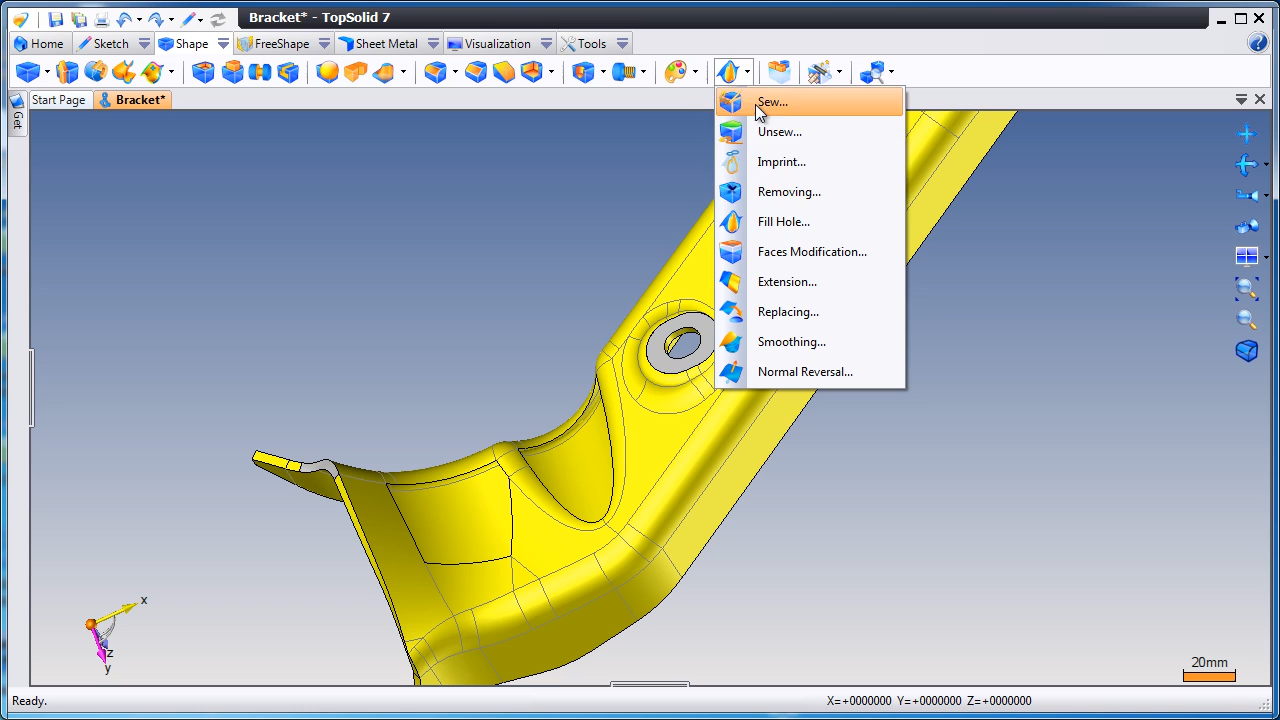 Bracket* - TopSolid 7
Home Sketch Shape FreeShape Sheet Metal Visualization Tools
Start Page Bracket*
Get
Sew...
Unsew...
Imprint...
Removing...
Fill Hole...
Faces Modification...
Extension...
Replacing...
Smoothing...
Normal Reversal...
x
z
y
20mm
Ready. X=+0000000 Y=+0000000 Z=+0000000